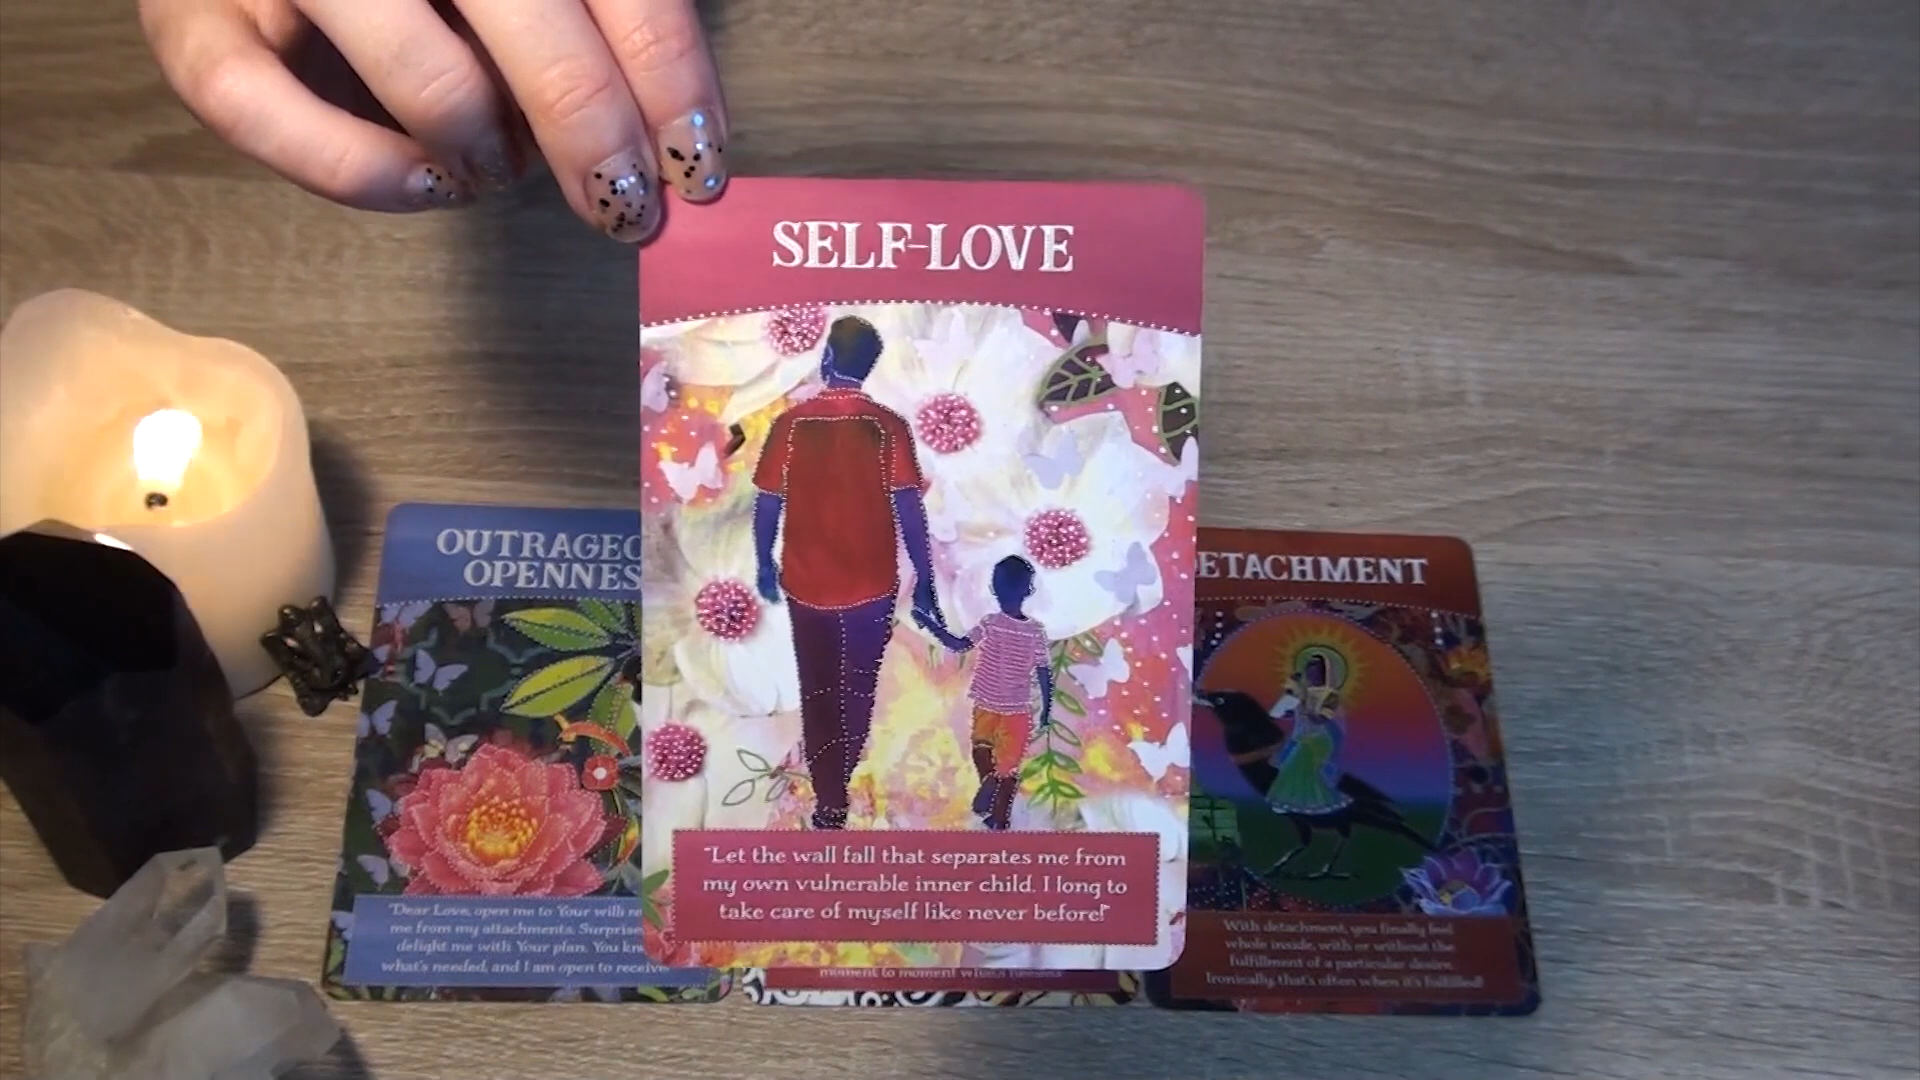 SELF-LOVE
"Let the wall fall that separates me from
my own vulnerable inner child. I long to
take care of myself like never before!"
OUTRAGEO
OPENNES
"Dear Love, open me to Your will; re
me from my attachments. Surprise
delight me with Your plan. You kn
what's needed, and I am open to receive
moment to moment what's needed
ETACHMENT
With detachment, you finally feel
whole inside, with or without the
fulfillment of a particular desire.
Ironically, that's often when it's fulfilled!